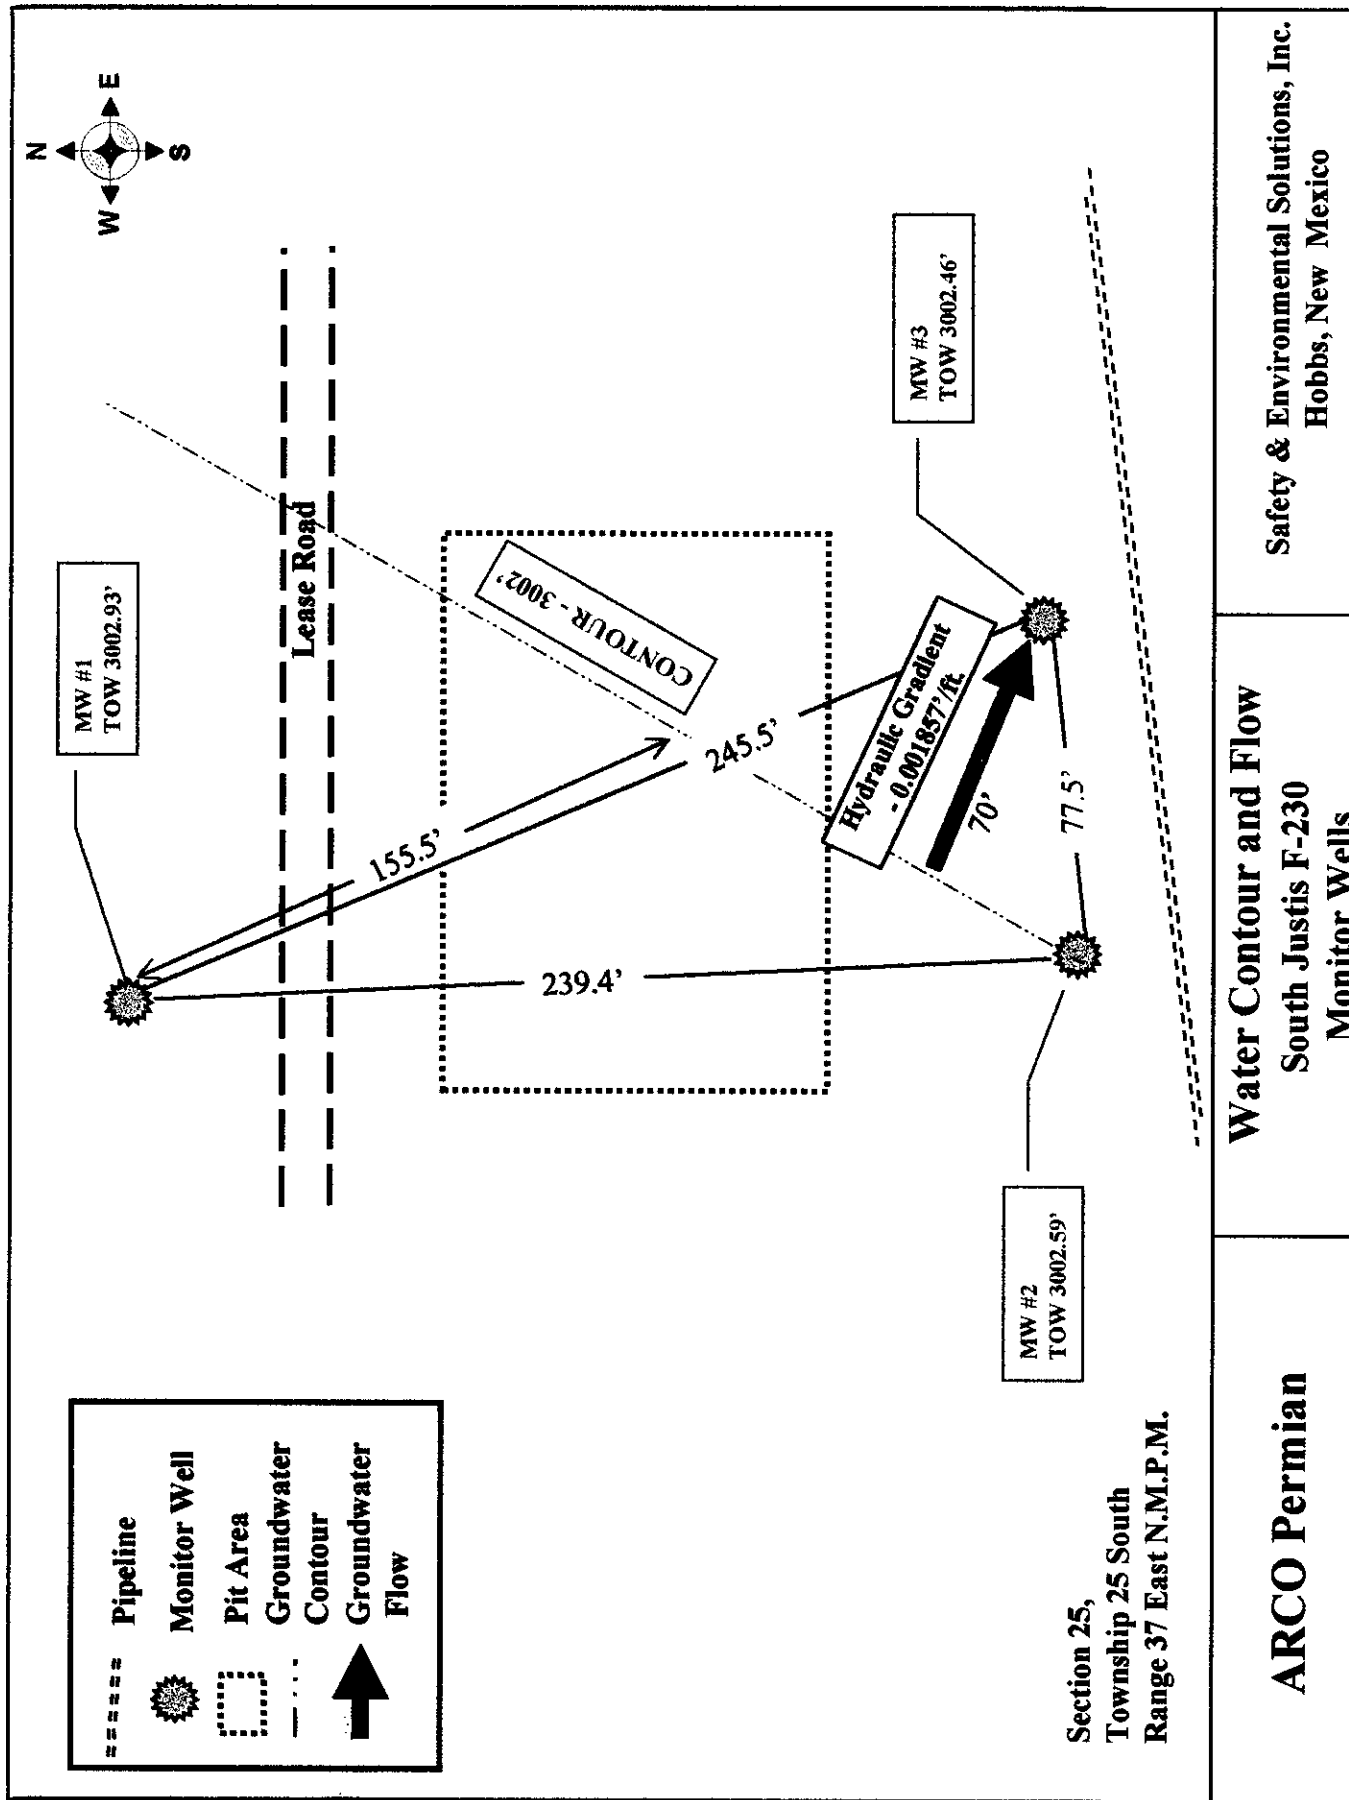 N
W
E
S
Pipeline
Monitor Well
Pit Area
Groundwater
Contour
Groundwater
Flow
MW #1
TOW 3002.93'
Lease Road
CONTOUR - 3002'
155.5'
245.5'
239.4'
Hydraulic Gradient
- 0.001857'/ft.
70'
77.5'
MW #3
TOW 3002.46'
MW #2
TOW 3002.59'
Section 25,
Township 25 South
Range 37 East N.M.P.M.
ARCO Permian
Water Contour and Flow
South Justis F-230
Monitor Wells
Safety & Environmental Solutions, Inc.
Hobbs, New Mexico